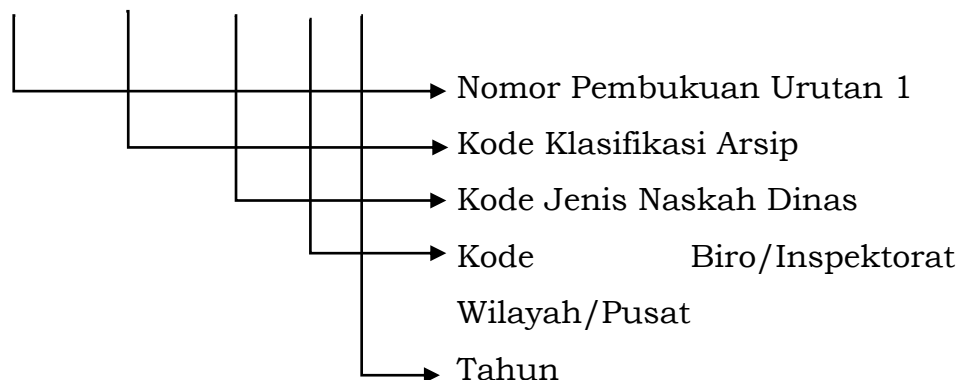 Nomor Pembukuan Urutan 1
Kode Klasifikasi Arsip
Kode Jenis Naskah Dinas
Kode Biro/Inspektorat
Wilayah/Pusat
Tahun